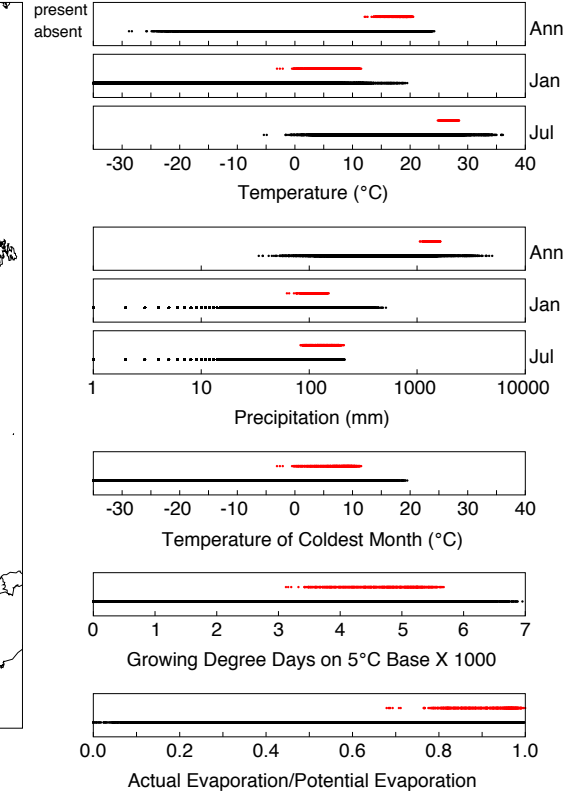 present
absent
Ann
Jan
Jul
-30 -20 -10 0 10 20 30 40
Temperature (°C)
Ann
Jan
Jul
1 10 100 1000 10000
Precipitation (mm)
-30 -20 -10 0 10 20 30 40
Temperature of Coldest Month (°C)
0 1 2 3 4 5 6 7
Growing Degree Days on 5°C Base X 1000
0.0 0.2 0.4 0.6 0.8 1.0
Actual Evaporation/Potential Evaporation